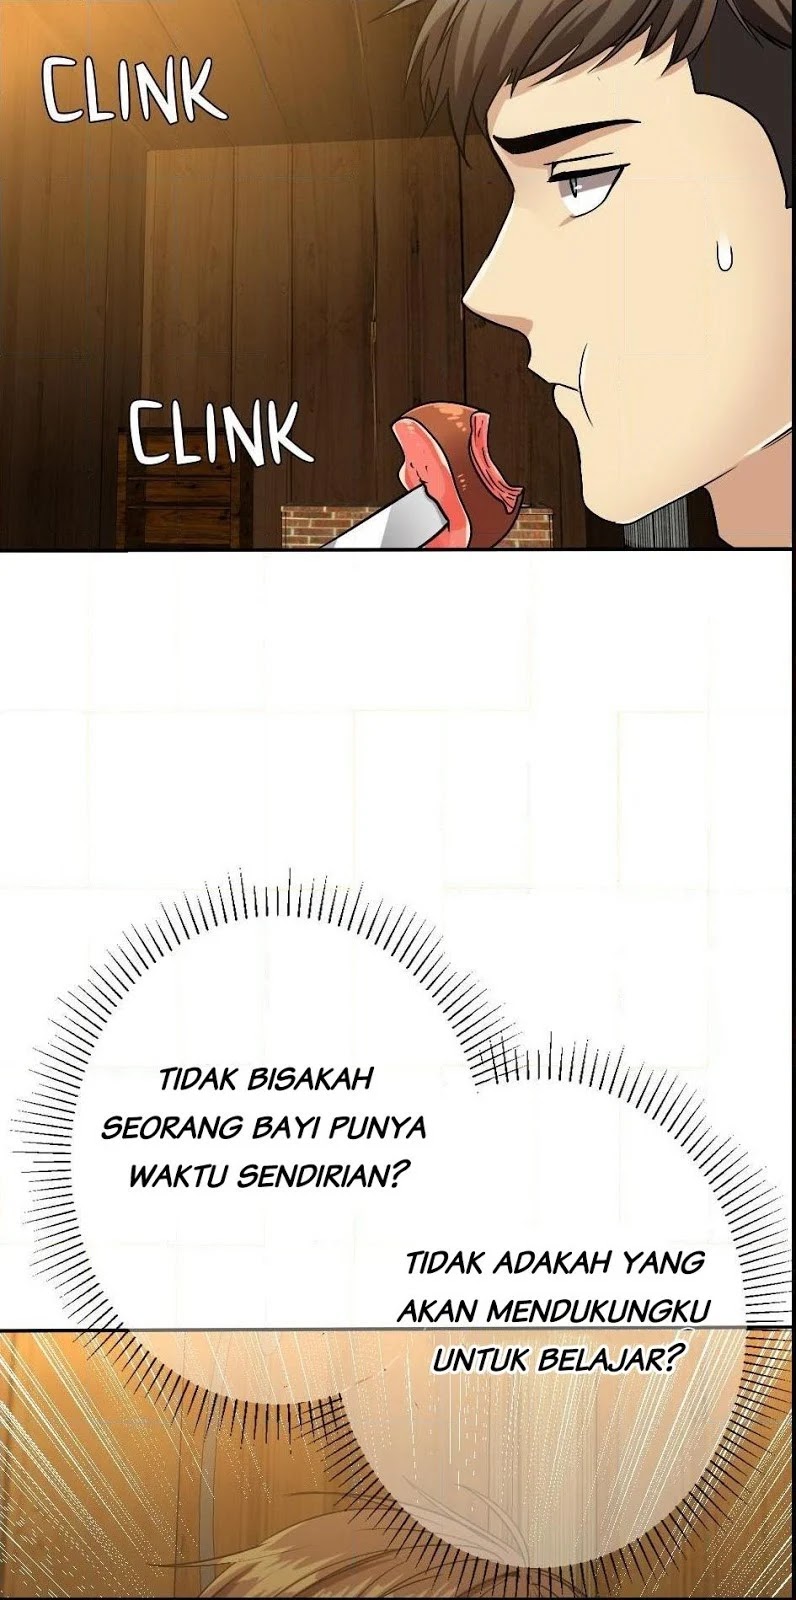 CLINK
CLINK
TIDAK BISAKAH
SEORANG BAYI PUNYA
WAKTU SENDIRIAN?
TIDAK ADAKAH YANG
AKAN MENDUKUNGKU
UNTUK BELAJAR?